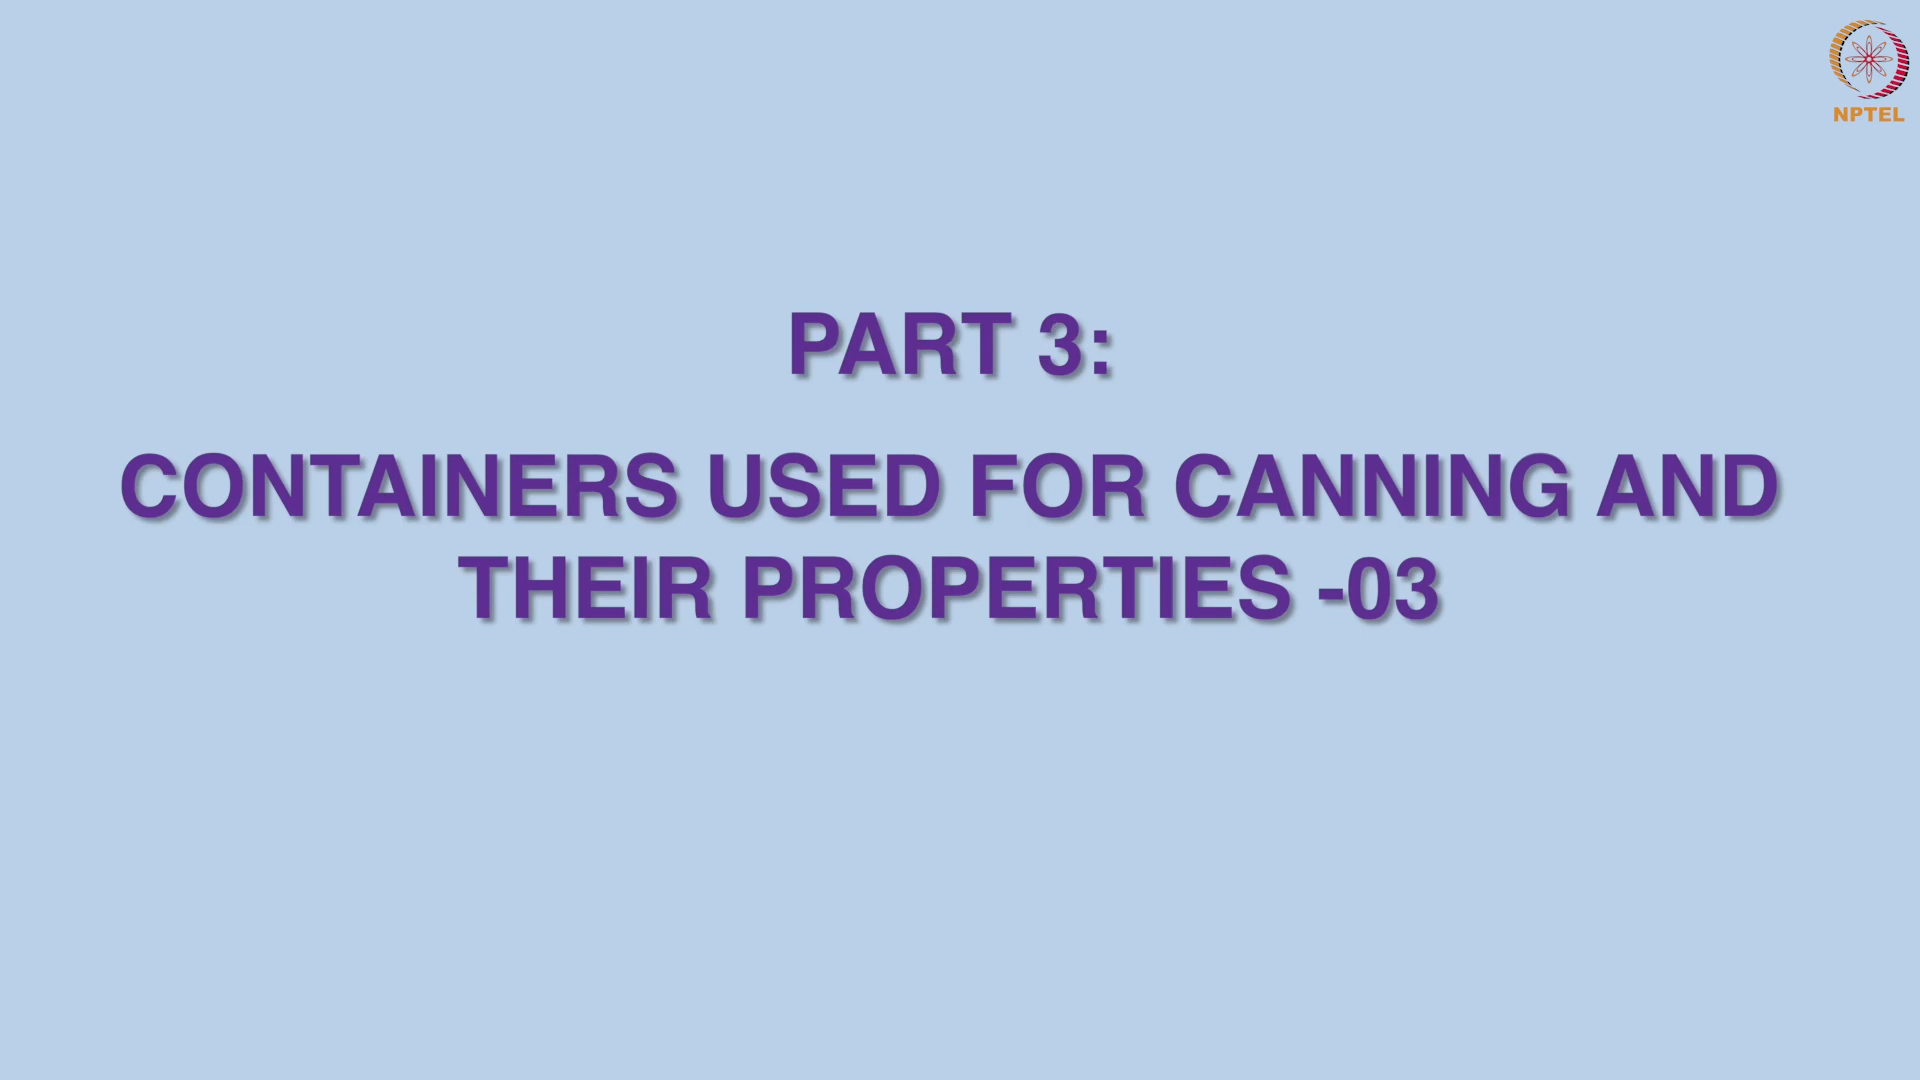 NPTEL
PART 3:
CONTAINERS USED FOR CANNING AND
THEIR PROPERTIES -03